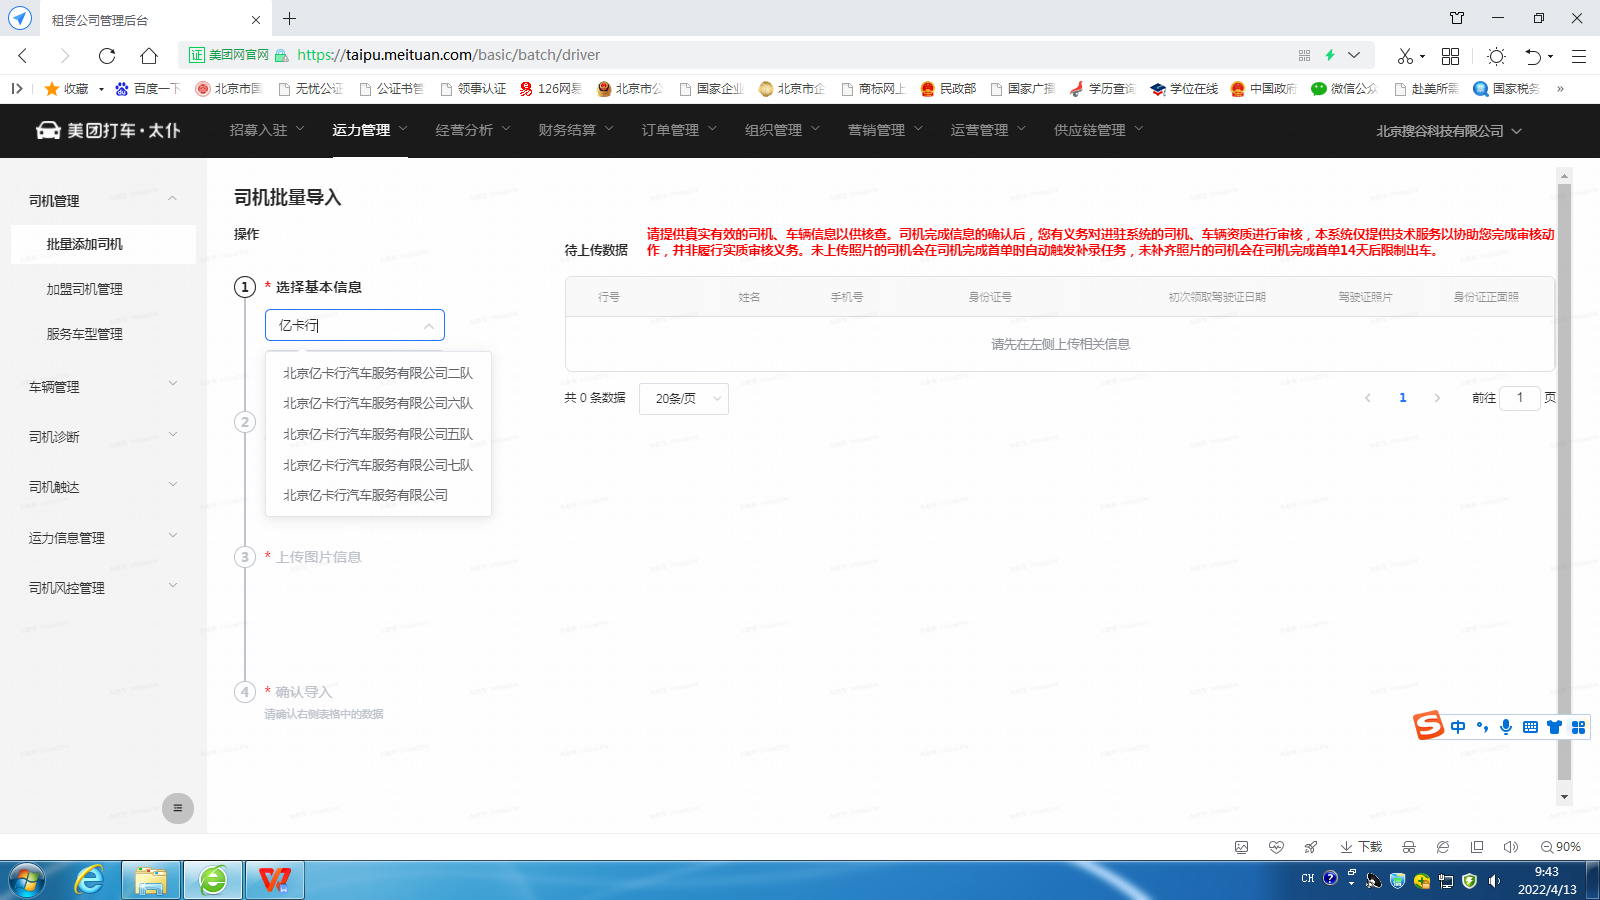 租赁公司管理后台
证 美团网官网 https://taipu.meituan.com/basic/batch/driver
收藏 百度一下 北京市国 无忧公证 公证书管 领事认证 126网易 北京市公 国家企业 北京市企 商标网上 民政部 国家广播 学历查询 学位在线 中国政府 微信公众 赴美所需 国家税务 »
美团打车·太仆 招募入驻 运力管理 经营分析 财务结算 订单管理 组织管理 营销管理 运营管理 供应链管理 北京搜谷科技有限公司
司机管理
批量添加司机
加盟司机管理
服务车型管理
车辆管理
司机诊断
司机触达
运力信息管理
司机风控管理
司机批量导入
操作
1 * 选择基本信息
亿卡行
北京亿卡行汽车服务有限公司二队
北京亿卡行汽车服务有限公司六队
北京亿卡行汽车服务有限公司五队
北京亿卡行汽车服务有限公司七队
北京亿卡行汽车服务有限公司
2
3 * 上传图片信息
4 * 确认导入
请确认右侧表格中的数据
待上传数据
请提供真实有效的司机、车辆信息以供核查。司机完成信息的确认后，您有义务对进驻系统的司机、车辆资质进行审核，本系统仅提供技术服务以协助您完成审核动
作，并非履行实质审核义务。未上传照片的司机会在司机完成首单时自动触发补录任务，未补齐照片的司机会在司机完成首单14天后限制出车。
行号 姓名 手机号 身份证号 初次领取驾驶证日期 驾驶证照片 身份证正面照
请先在左侧上传相关信息
共 0 条数据 20条/页 1 前往 1 页
中
下载 90%
CH
9:43
2022/4/13